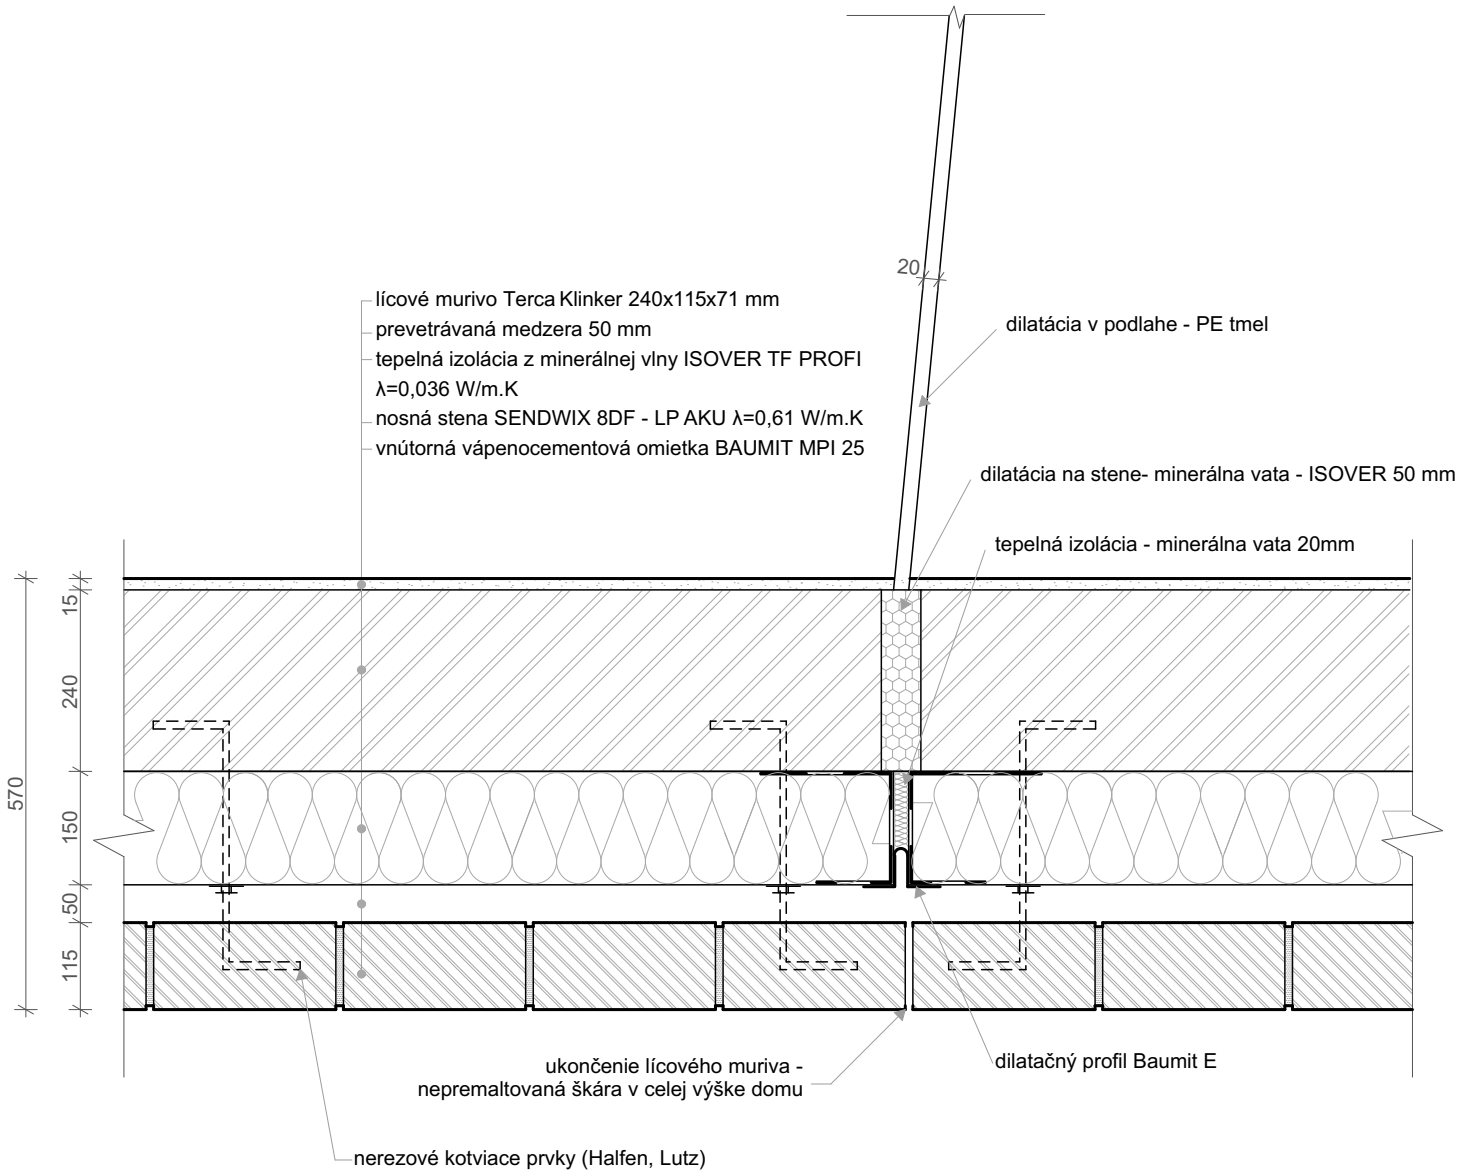 20
lícové murivo Terca Klinker 240x115x71 mm
prevetrávaná medzera 50 mm
tepelná izolácia z minerálnej vlny ISOVER TF PROFI
λ=0,036 W/m.K
nosná stena SENDWIX 8DF - LP AKU λ=0,61 W/m.K
vnútorná vápenocementová omietka BAUMIT MPI 25
dilatácia v podlahe - PE tmel
dilatácia na stene- minerálna vata - ISOVER 50 mm
tepelná izolácia - minerálna vata 20mm
570
15
240
150
50
115
ukončenie lícového muriva -
nepremaltovaná škára v celej výške domu
dilatačný profil Baumit E
nerezové kotviace prvky (Halfen, Lutz)